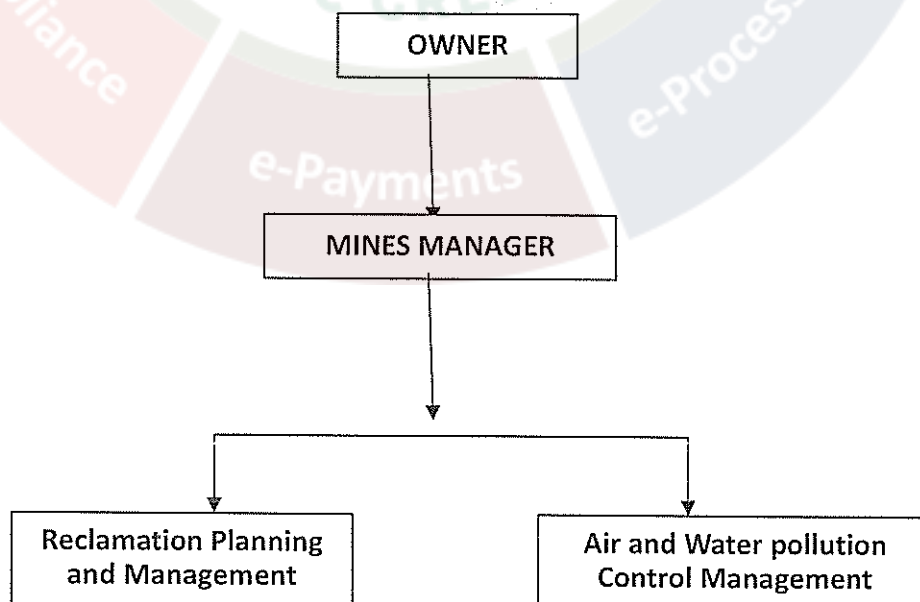 OWNER
e-Payments
MINES MANAGER
Reclamation Planning
and Management
Air and Water pollution
Control Management